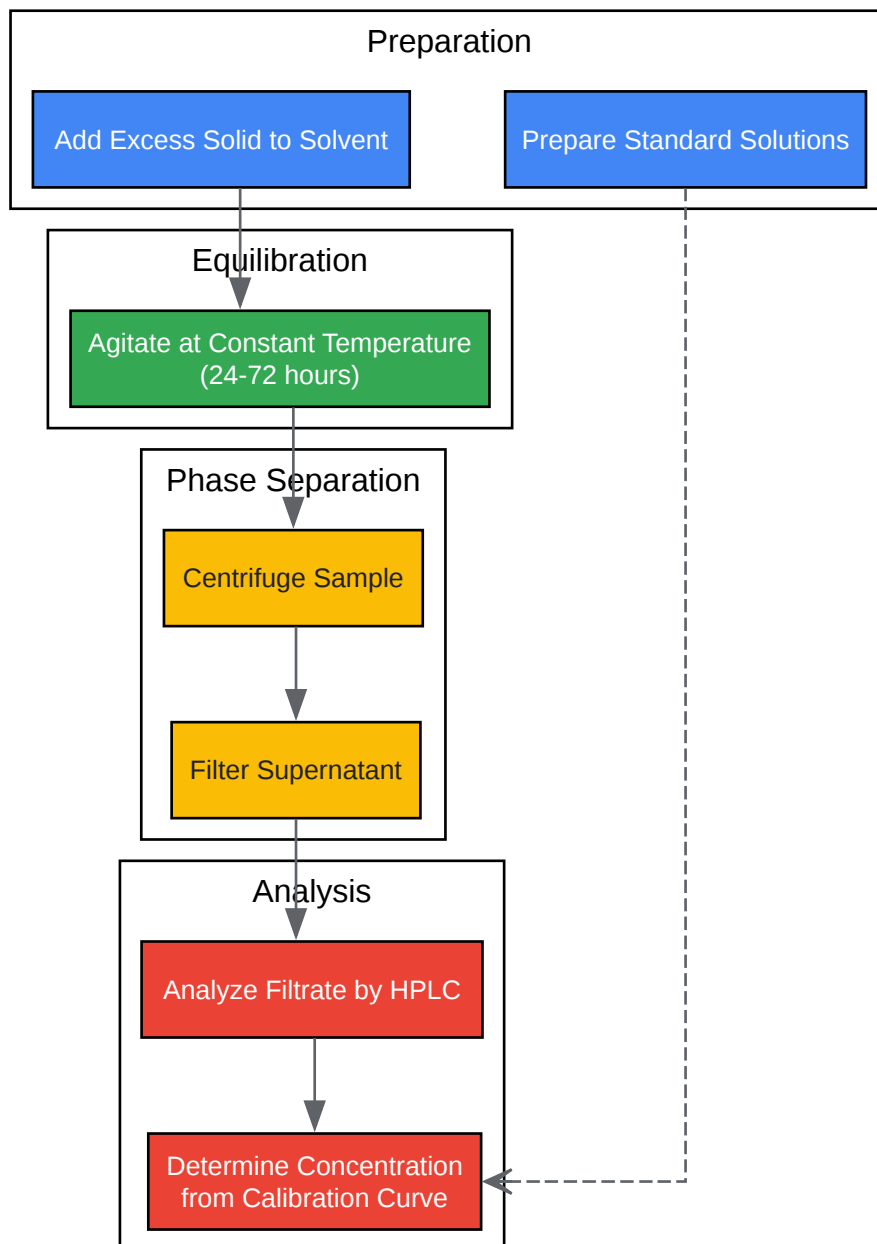 Preparation
Add Excess Solid to Solvent
Prepare Standard Solutions
Equilibration
Agitate at Constant Temperature
(24-72 hours)
Phase Separation
Centrifuge Sample
Filter Supernatant
Analysis
Analyze Filtrate by HPLC
Determine Concentration
from Calibration Curve